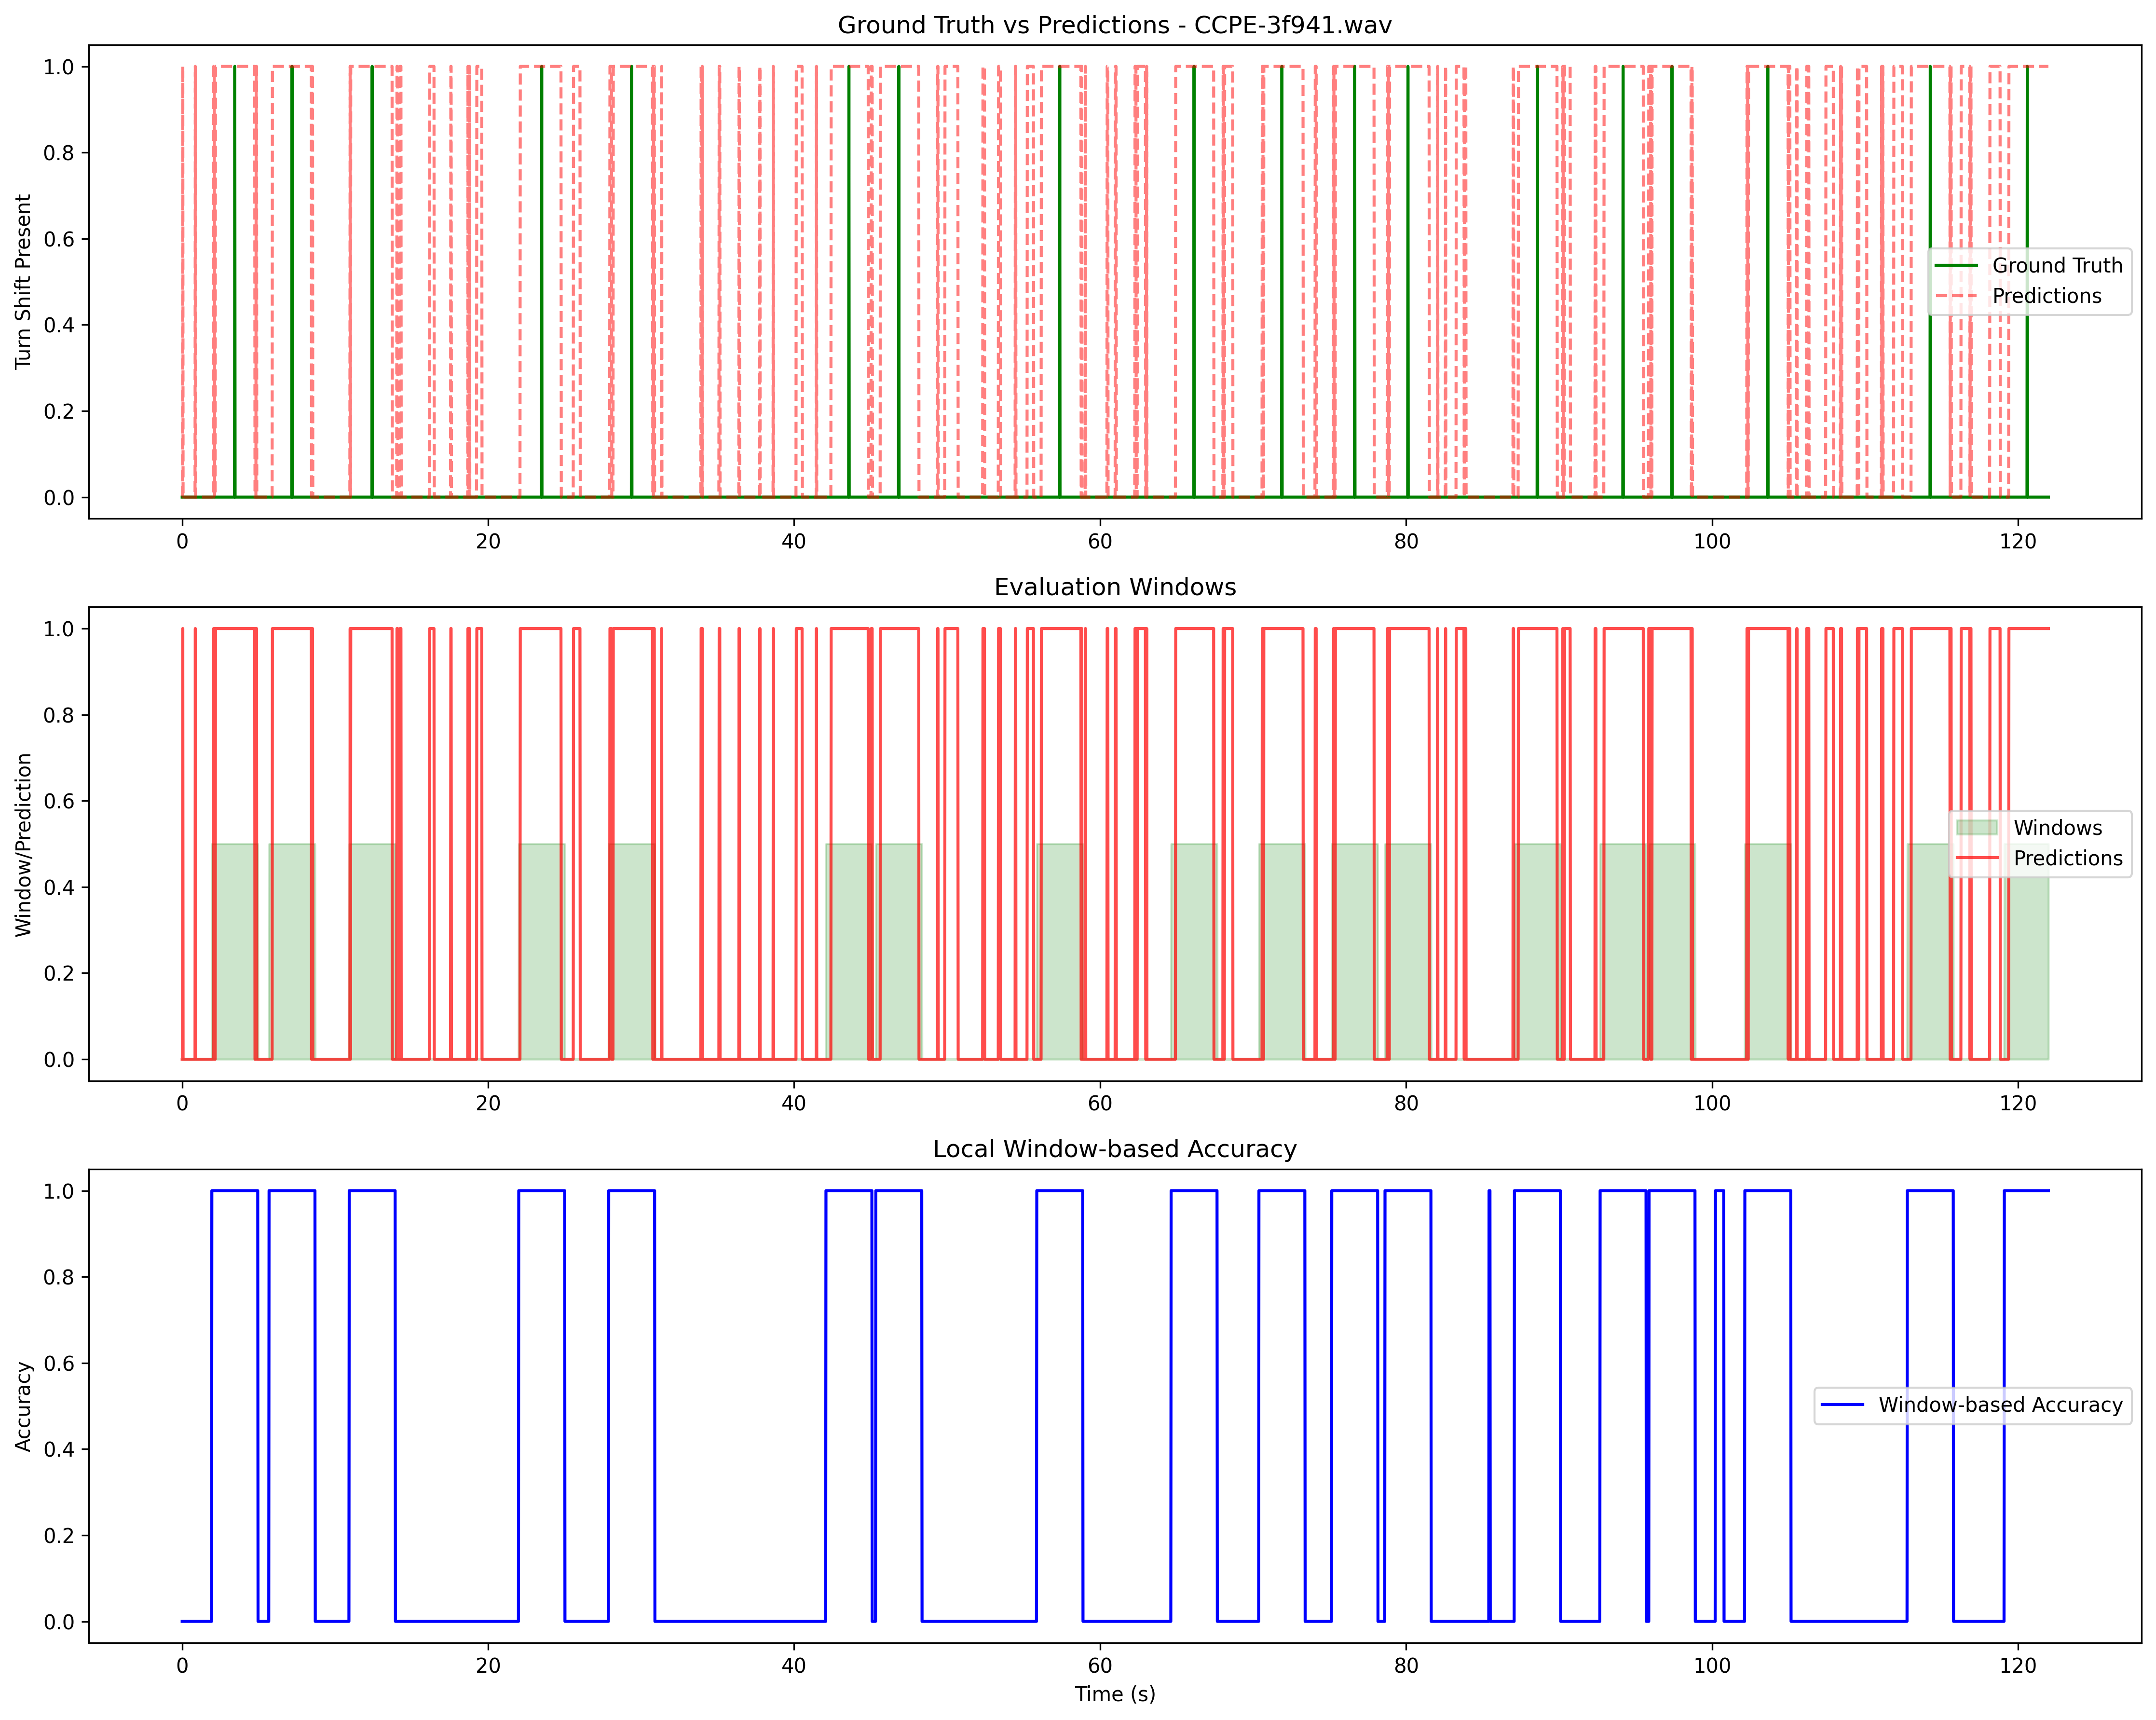 Ground Truth vs Predictions - CCPE-3f941.wav
1.0
0.8
0.6
0.4
0.2
0.0
Turn Shift Present
Ground Truth
Predictions
0 20 40 60 80 100 120
Evaluation Windows
1.0
0.8
0.6
0.4
0.2
0.0
Window/Prediction
Windows
Predictions
0 20 40 60 80 100 120
Local Window-based Accuracy
1.0
0.8
0.6
0.4
0.2
0.0
Accuracy
Window-based Accuracy
0 20 40 60 80 100 120
Time (s)